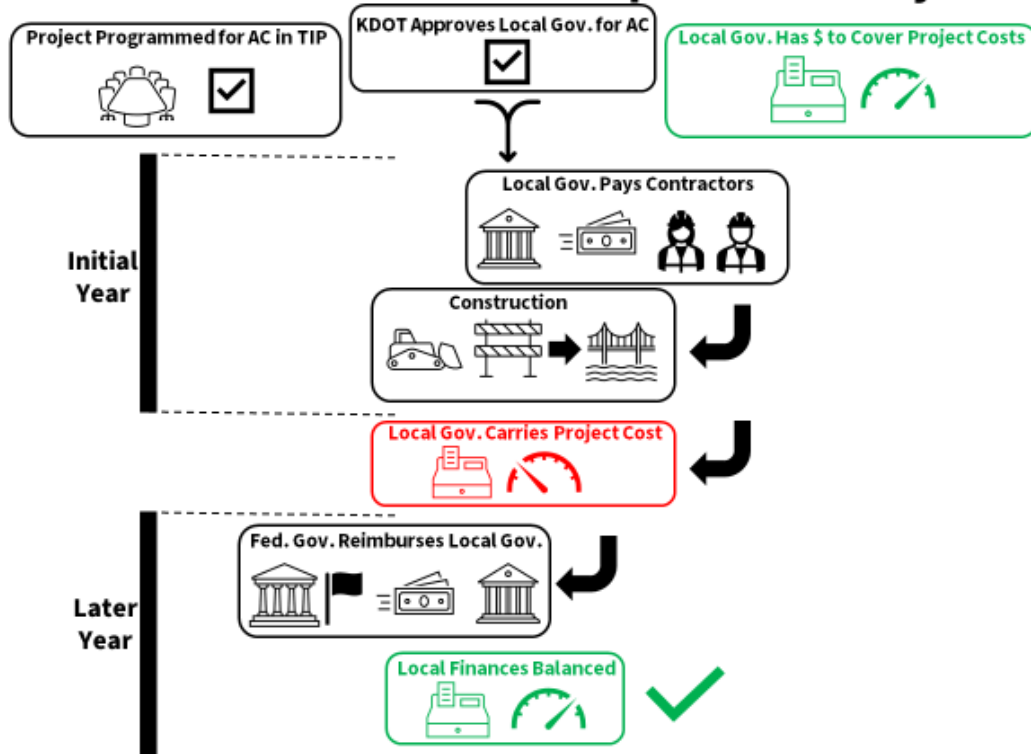 Project Programmed for AC in TIP
KDOT Approves Local Gov. for AC
Local Gov. Has $ to Cover Project Costs
Initial
Year
Local Gov. Pays Contractors
Construction
Local Gov. Carries Project Cost
Later
Year
Fed. Gov. Reimburses Local Gov.
Local Finances Balanced